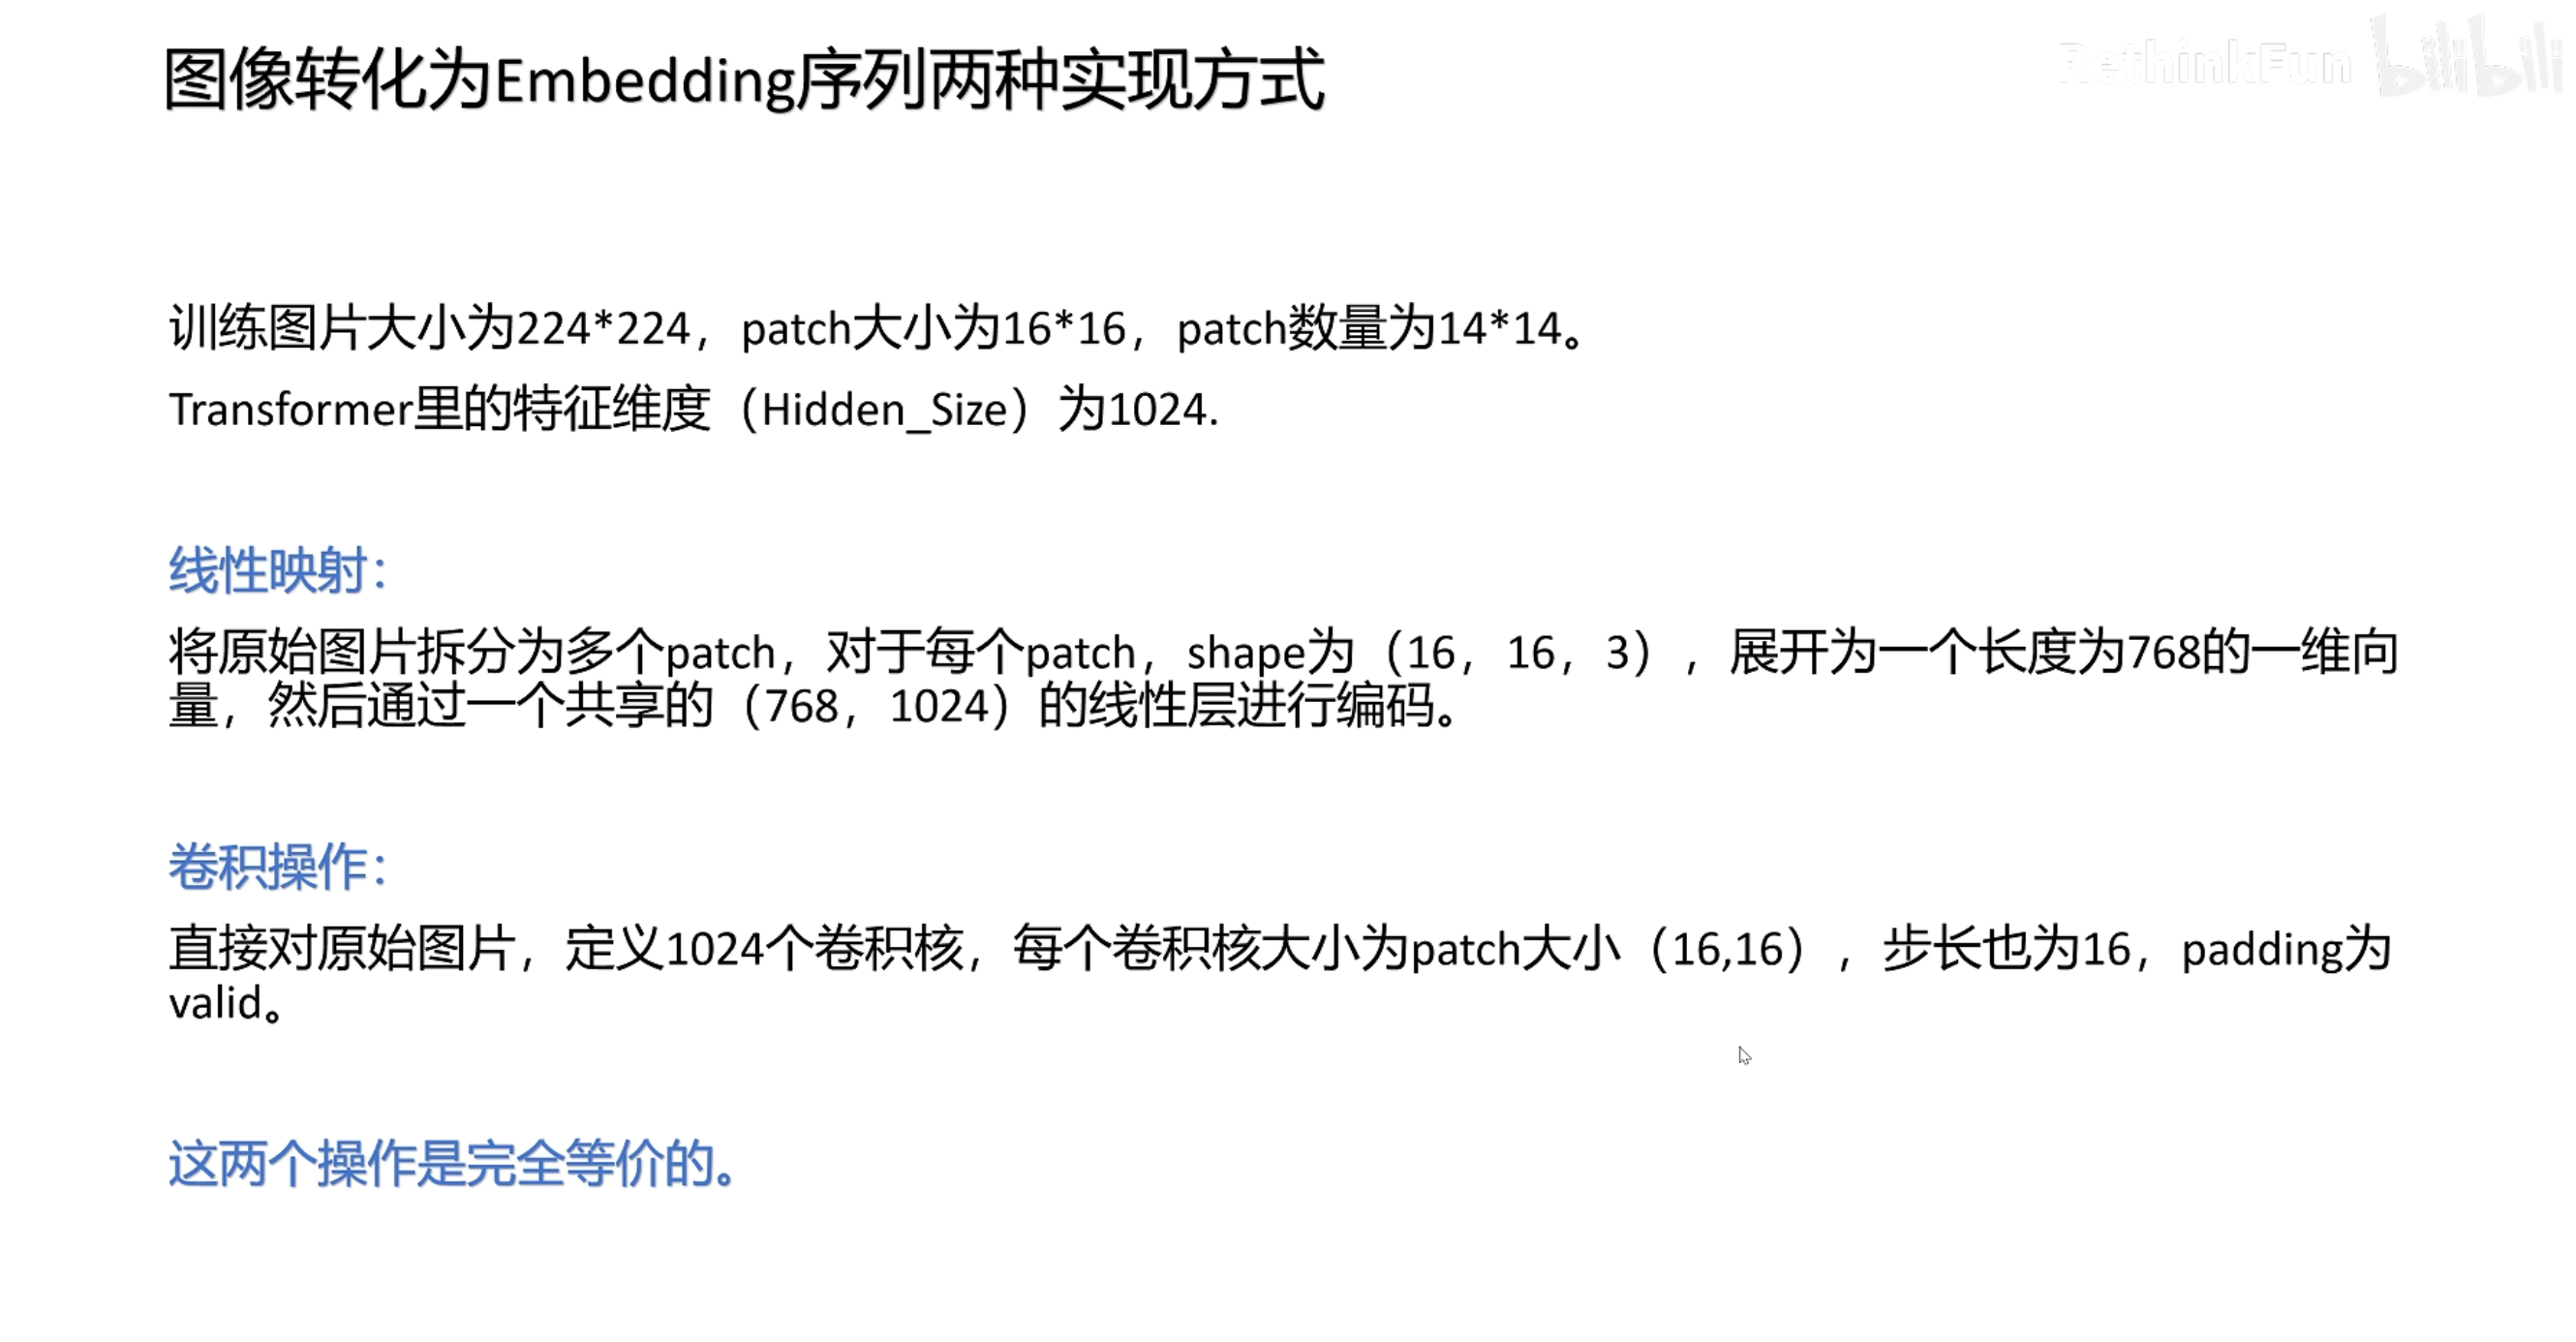 RethinkFun bilibili
图像转化为Embedding序列两种实现方式
训练图片大小为224*224，patch大小为16*16，patch数量为14*14。
Transformer里的特征维度（Hidden_Size）为1024.
线性映射：
将原始图片拆分为多个patch，对于每个patch，shape为（16，16，3），展开为一个长度为768的一维向
量，然后通过一个共享的（768，1024）的线性层进行编码。
卷积操作：
直接对原始图片，定义1024个卷积核，每个卷积核大小为patch大小（16,16），步长也为16，padding为
valid。
这两个操作是完全等价的。